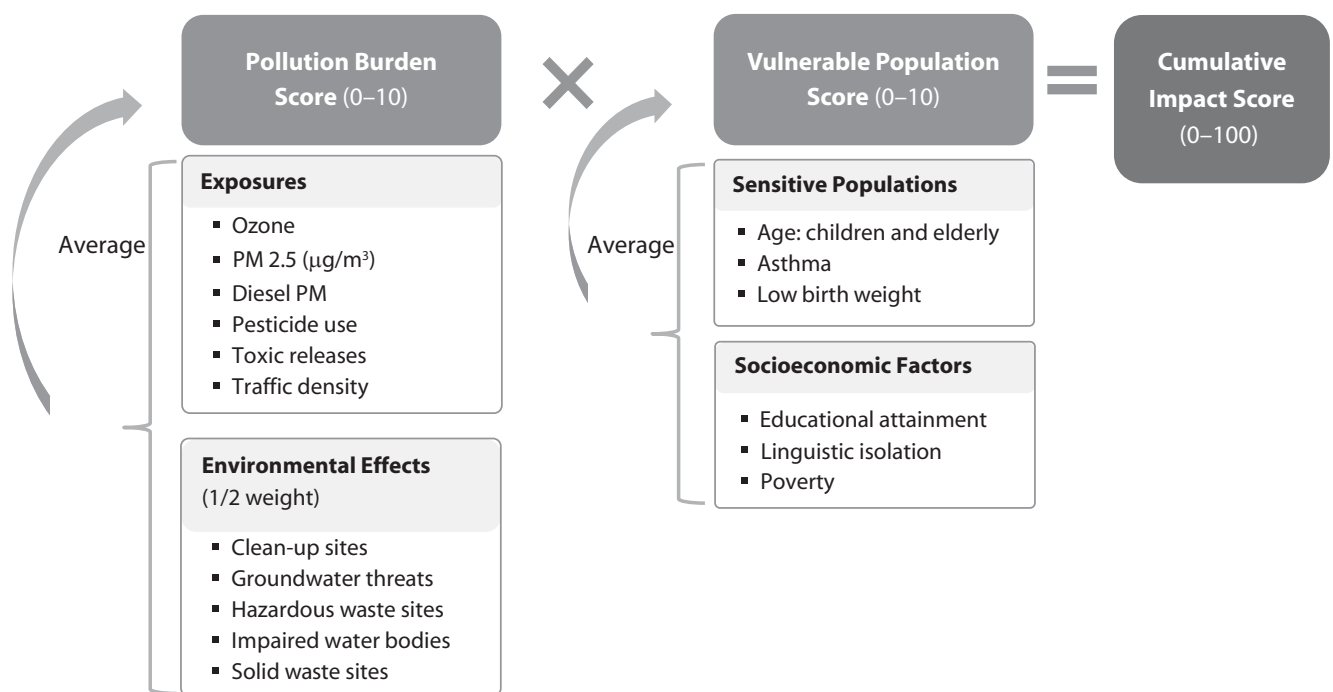 Pollution Burden
Score (0–10)
×
Vulnerable Population
Score (0–10)
=
Cumulative
Impact Score
(0–100)
Average
Exposures
▪ Ozone
▪ PM 2.5 (μg/m³)
▪ Diesel PM
▪ Pesticide use
▪ Toxic releases
▪ Traffic density
Environmental Effects
(1/2 weight)
▪ Clean-up sites
▪ Groundwater threats
▪ Hazardous waste sites
▪ Impaired water bodies
▪ Solid waste sites
Average
Sensitive Populations
▪ Age: children and elderly
▪ Asthma
▪ Low birth weight
Socioeconomic Factors
▪ Educational attainment
▪ Linguistic isolation
▪ Poverty